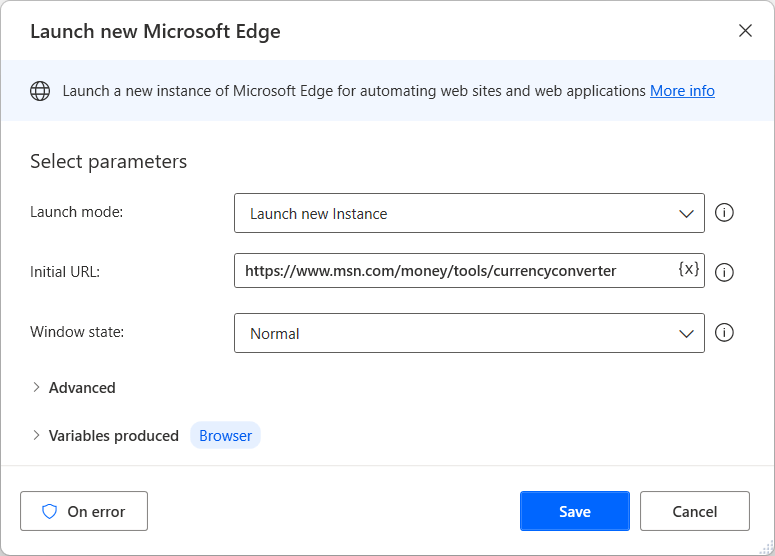 Launch new Microsoft Edge
Launch a new instance of Microsoft Edge for automating web sites and web applications More info
Select parameters
Launch mode:
Launch new Instance
Initial URL:
https://www.msn.com/money/tools/currencyconverter
{x}
Window state:
Normal
Advanced
Variables produced Browser
On error
Save
Cancel